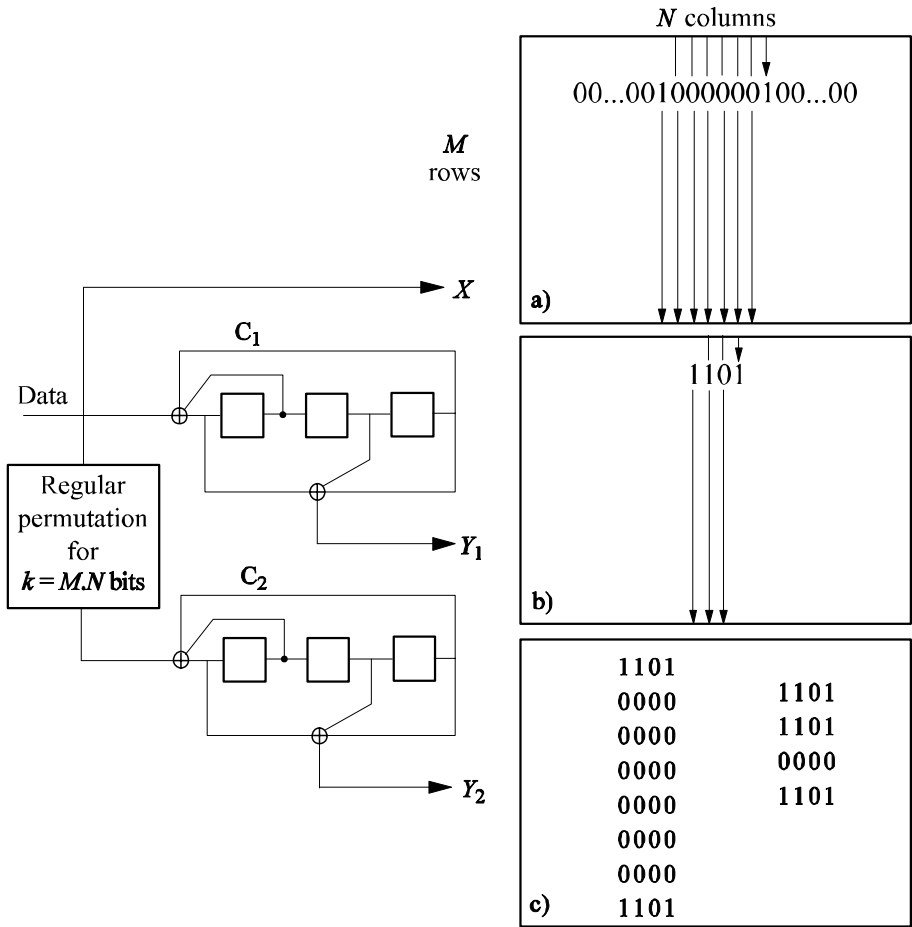 N columns
00...001000000100...00
M
rows
a)
X
C1
Data
1101
Regular
permutation
for
k = M.N bits
Y1
C2
b)
Y2
1101
0000
0000
0000
0000
0000
0000
1101
1101
1101
0000
1101
c)